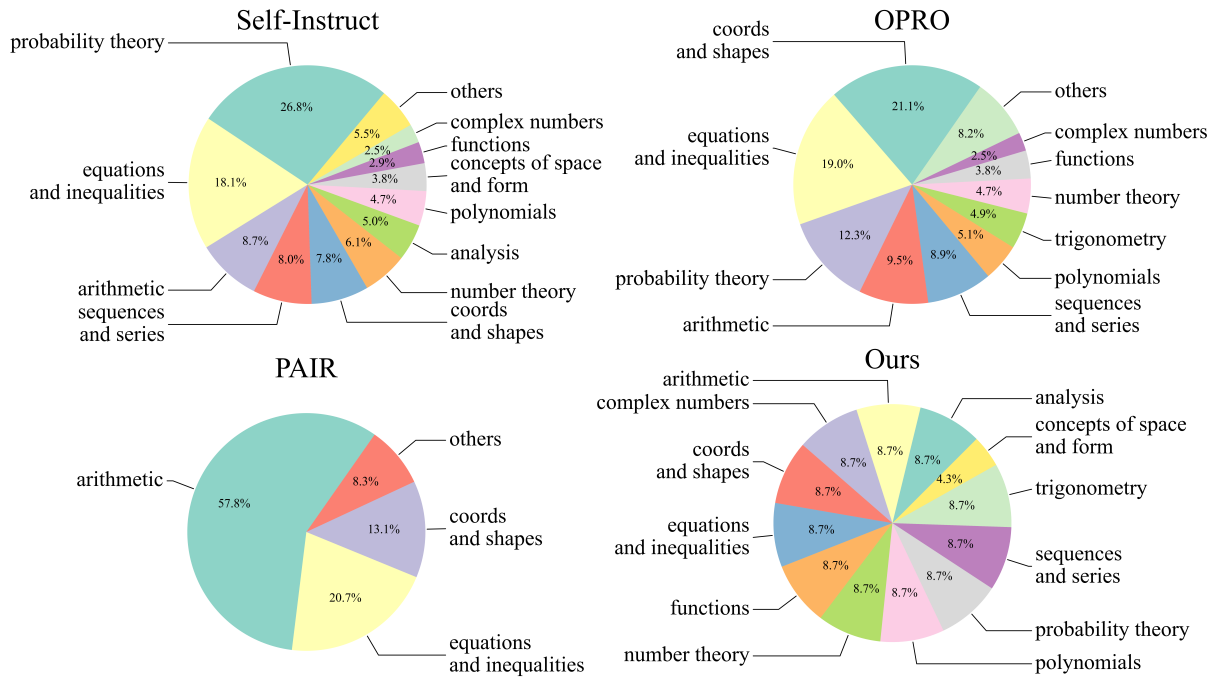 Self-Instruct
probability theory
26.8%
others
5.5%
complex numbers
2.5%
functions
2.9%
concepts of space
and form
3.8%
polynomials
4.7%
analysis
5.0%
number theory
6.1%
coords
and shapes
7.8%
sequences
and series
8.0%
arithmetic
8.7%
equations
and inequalities
18.1%
OPRO
coords
and shapes
21.1%
others
8.2%
complex numbers
2.5%
functions
3.8%
number theory
4.7%
trigonometry
4.9%
polynomials
5.1%
sequences
and series
8.9%
arithmetic
9.5%
probability theory
12.3%
equations
and inequalities
19.0%
PAIR
arithmetic
57.8%
others
8.3%
coords
and shapes
13.1%
equations
and inequalities
20.7%
Ours
arithmetic
8.7%
analysis
8.7%
concepts of space
and form
4.3%
trigonometry
8.7%
sequences
and series
8.7%
probability theory
8.7%
polynomials
8.7%
number theory
8.7%
functions
8.7%
equations
and inequalities
8.7%
coords
and shapes
8.7%
complex numbers
8.7%